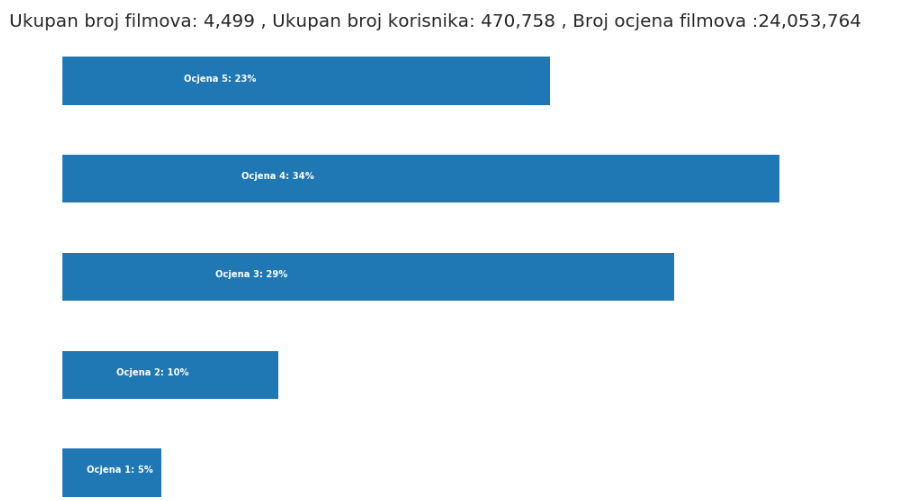 Ukupan broj filmova: 4,499 , Ukupan broj korisnika: 470,758 , Broj ocjena filmova :24,053,764
Ocjena 5: 23%
Ocjena 4: 34%
Ocjena 3: 29%
Ocjena 2: 10%
Ocjena 1: 5%